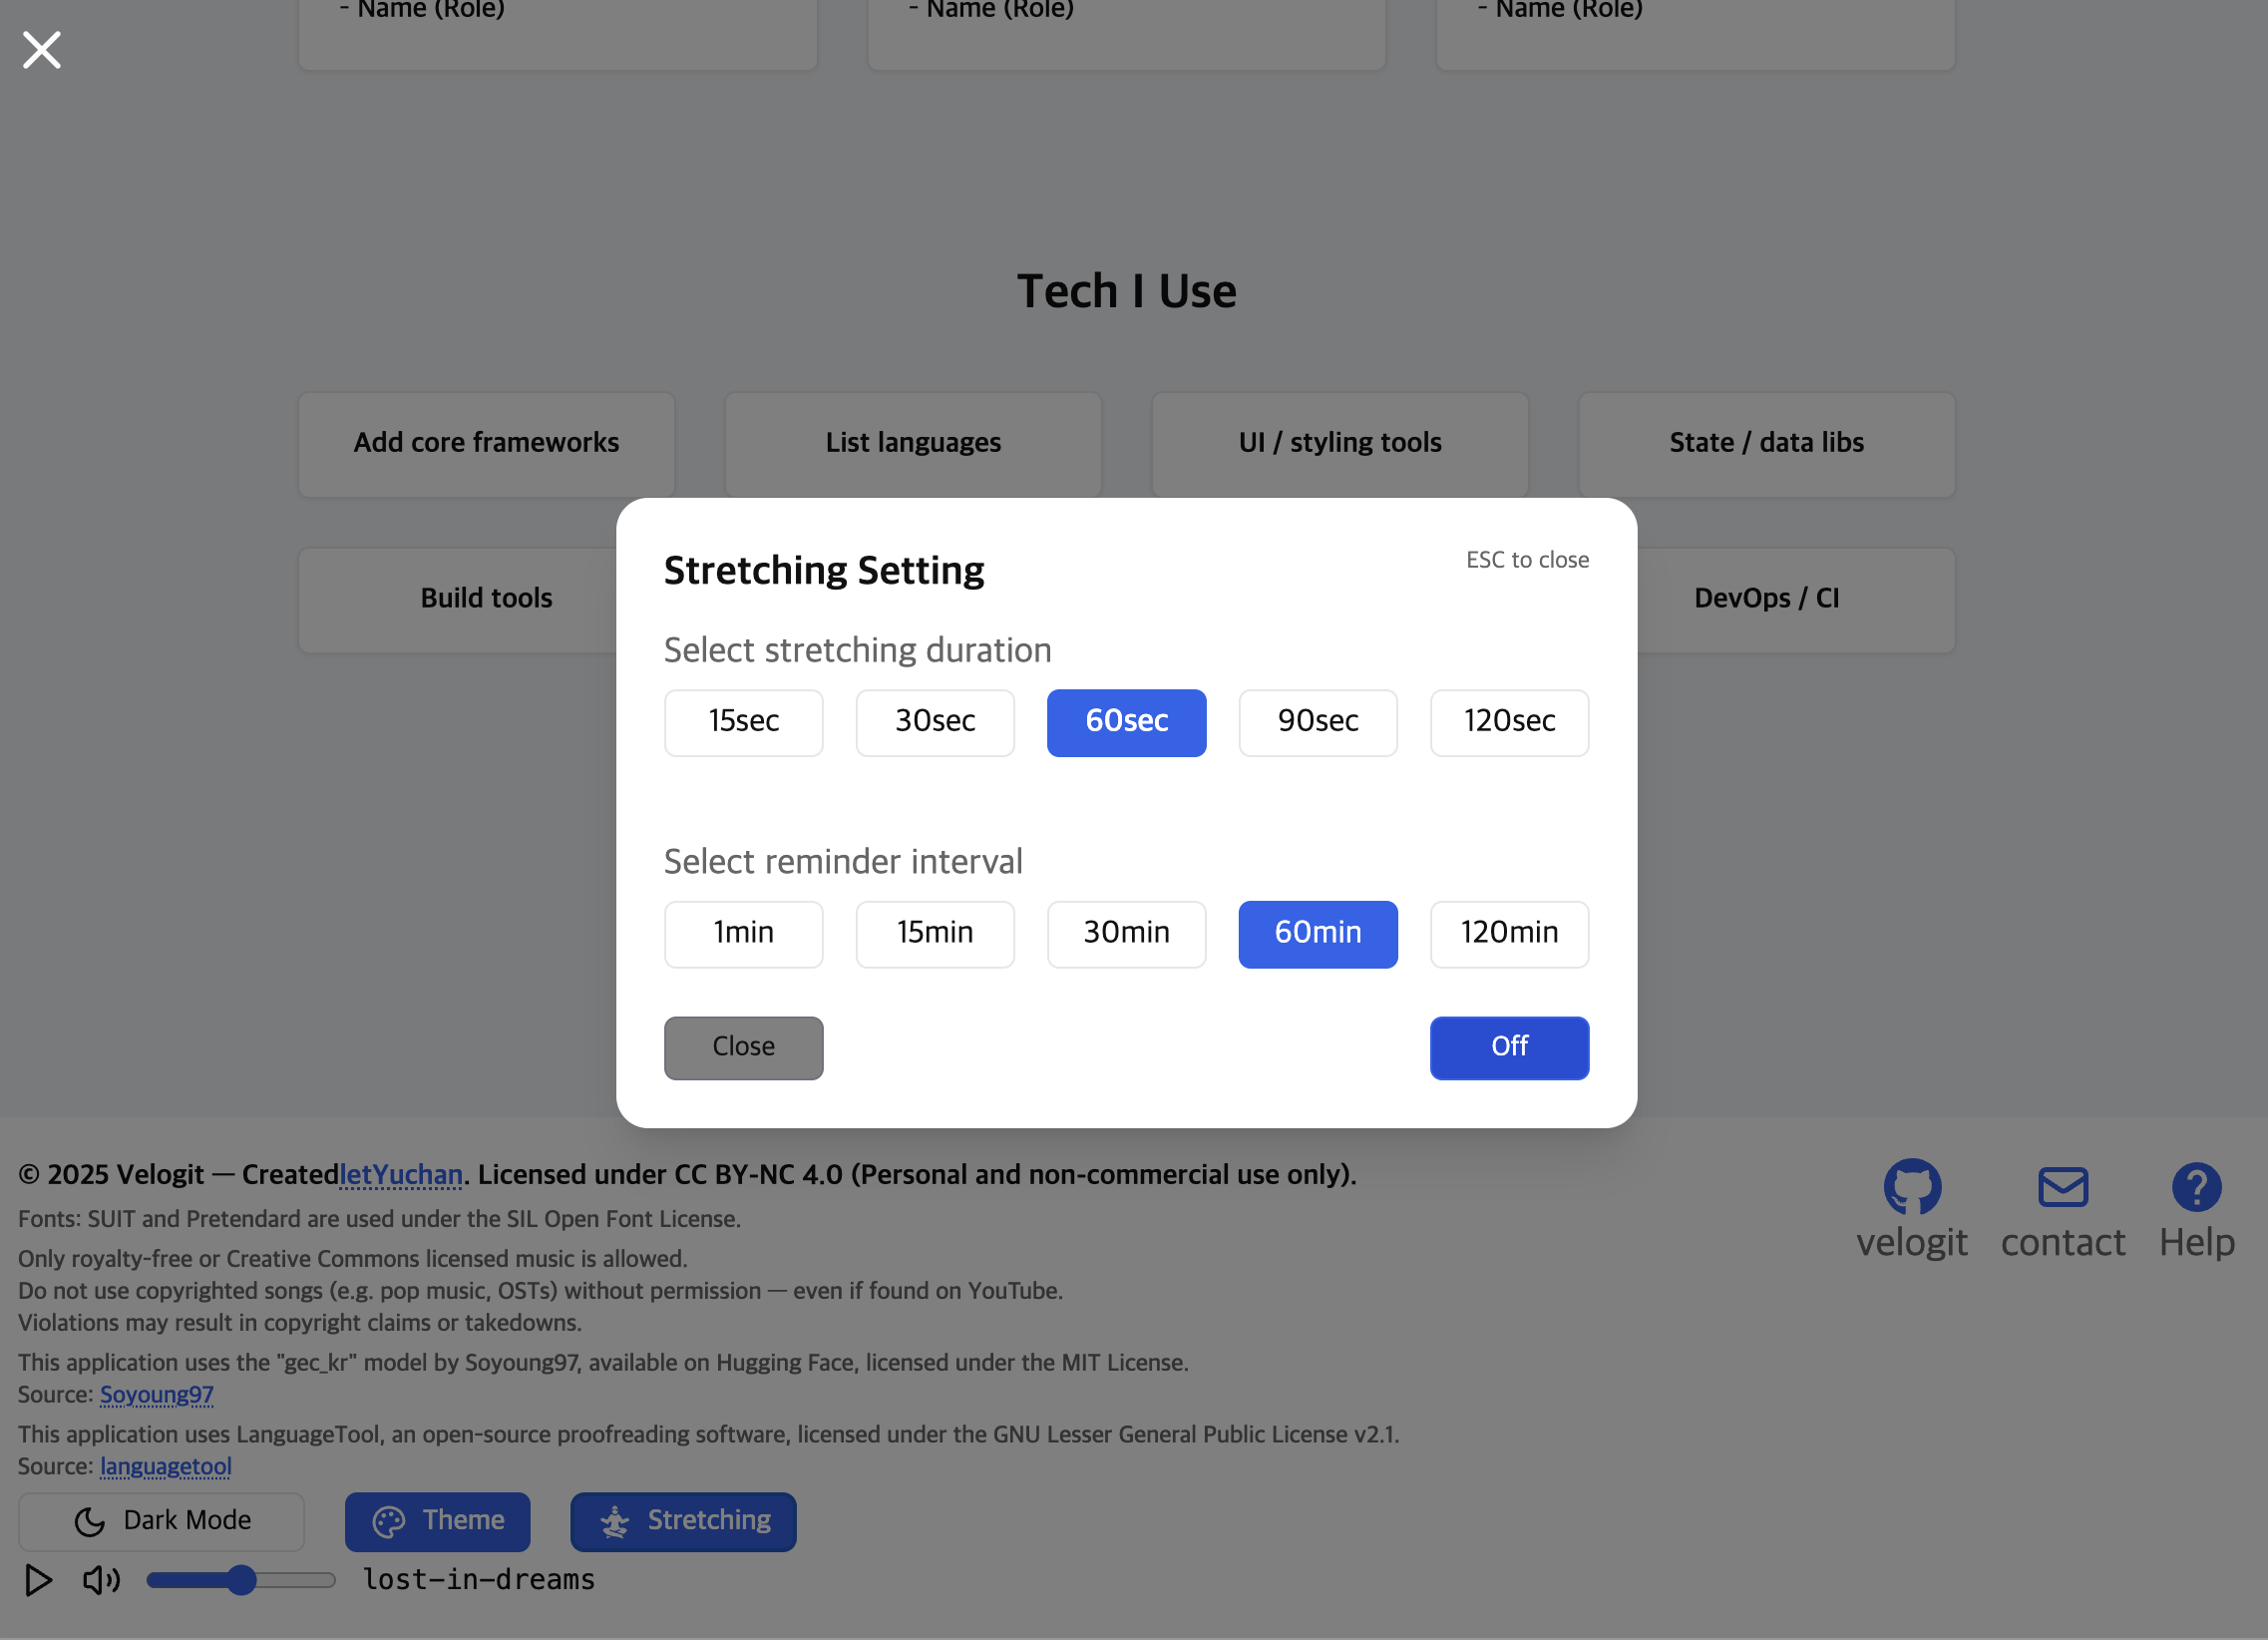 - Name (Role)
- Name (Role)
- Name (Role)
Tech I Use
Add core frameworks
List languages
UI / styling tools
State / data libs
Build tools
DevOps / CI
Stretching Setting
ESC to close
Select stretching duration
15sec
30sec
60sec
90sec
120sec
Select reminder interval
1min
15min
30min
60min
120min
Close
Off
© 2025 Velogit — CreatedletYuchan. Licensed under CC BY-NC 4.0 (Personal and non-commercial use only).
Fonts: SUIT and Pretendard are used under the SIL Open Font License.
Only royalty-free or Creative Commons licensed music is allowed.
Do not use copyrighted songs (e.g. pop music, OSTs) without permission — even if found on YouTube.
Violations may result in copyright claims or takedowns.
This application uses the "gec_kr" model by Soyoung97, available on Hugging Face, licensed under the MIT License.
Source: Soyoung97
This application uses LanguageTool, an open-source proofreading software, licensed under the GNU Lesser General Public License v2.1.
Source: languagetool
velogit
contact
Help
Dark Mode
Theme
Stretching
lost-in-dreams